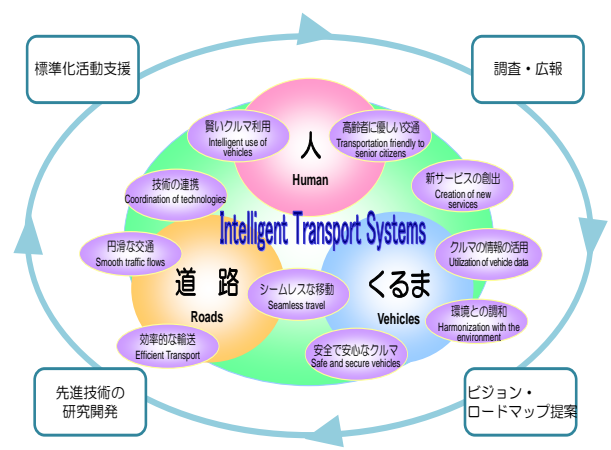 標準化活動支援
調査・広報
賢いクルマ利用
Intelligent use of
vehicles
高齢者に優しい交通
Transportation friendly to
senior citizens
人
Human
技術の連携
Coordination of technologies
新サービスの創出
Creation of new
services
Intelligent Transport Systems
円滑な交通
Smooth traffic flows
クルマの情報の活用
Utilization of vehicle data
道 路
Roads
シームレスな移動
Seamless travel
くるま
Vehicles
環境との調和
Harmonization with the
environment
効率的な輸送
Efficient Transport
安全で安心なクルマ
Safe and secure vehicles
先進技術の
研究開発
ビジョン・
ロードマップ提案